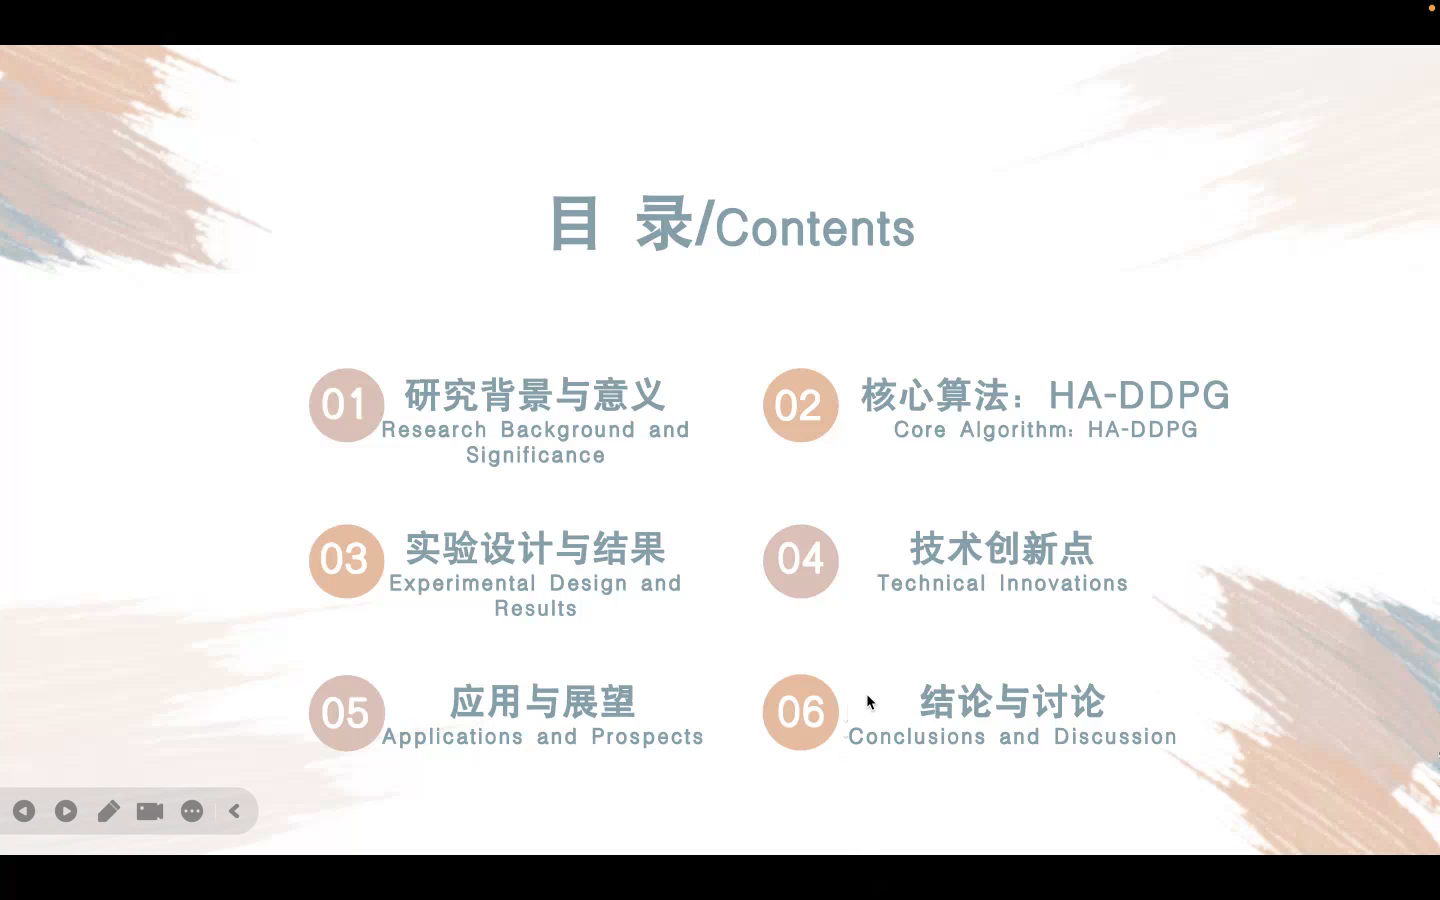 目 录/Contents
01
研究背景与意义
Research Background and
Significance
02
核心算法：HA-DDPG
Core Algorithm: HA-DDPG
03
实验设计与结果
Experimental Design and
Results
04
技术创新点
Technical Innovations
05
应用与展望
Applications and Prospects
06
结论与讨论
Conclusions and Discussion